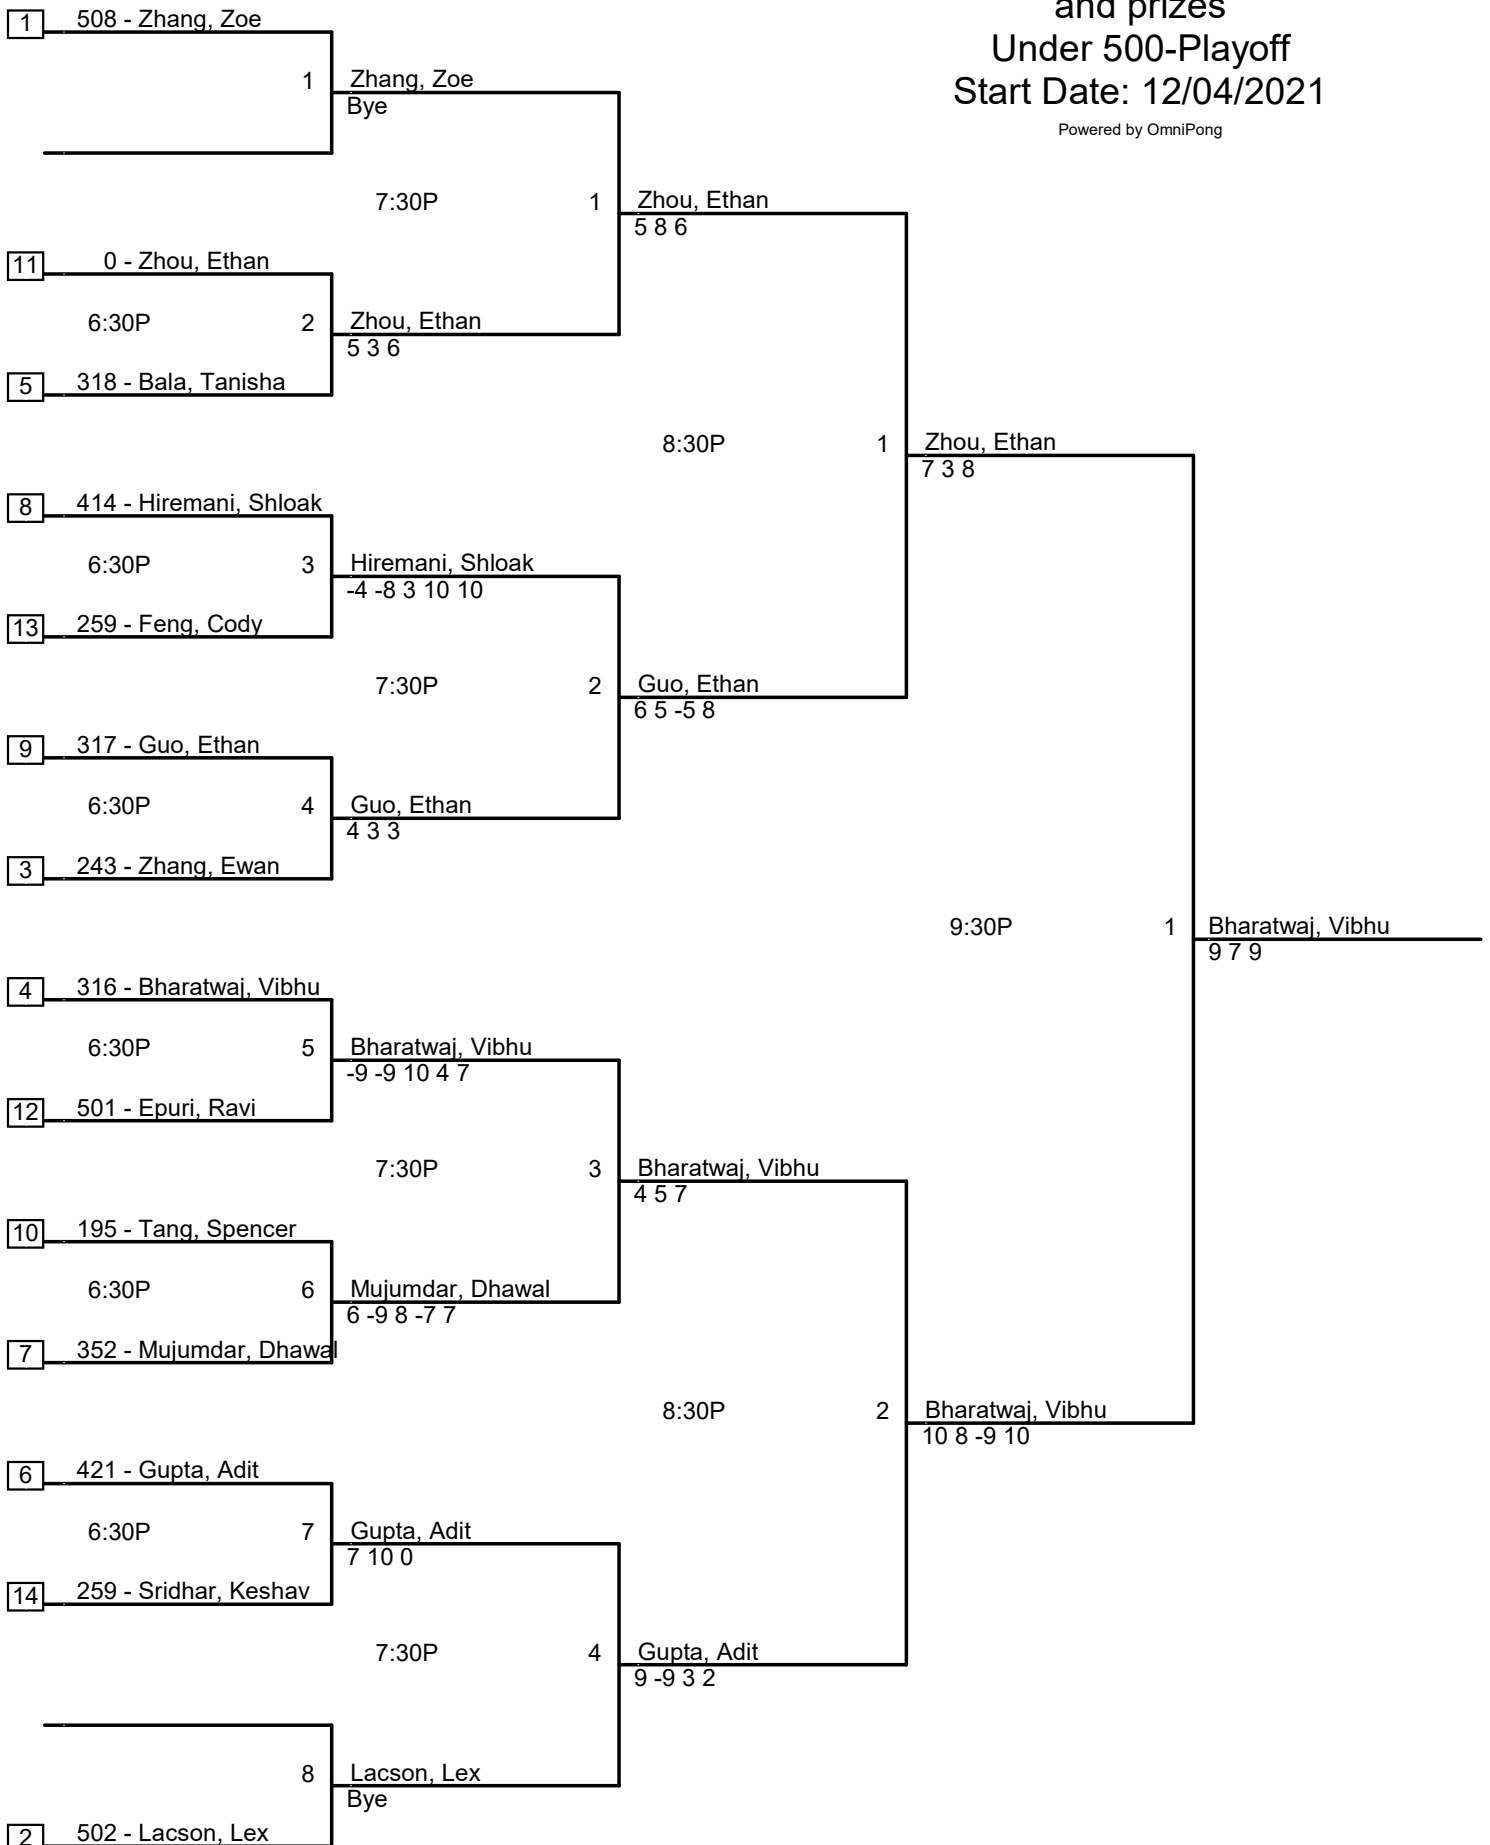 and prizes
Under 500-Playoff
Start Date: 12/04/2021
Powered by OmniPong
1 508 - Zhang, Zoe
1 Zhang, Zoe
Bye
7:30P 1 Zhou, Ethan
5 8 6
11 0 - Zhou, Ethan
6:30P 2 Zhou, Ethan
5 3 6
5 318 - Bala, Tanisha
8:30P 1 Zhou, Ethan
7 3 8
8 414 - Hiremani, Shloak
6:30P 3 Hiremani, Shloak
-4 -8 3 10 10
13 259 - Feng, Cody
7:30P 2 Guo, Ethan
6 5 -5 8
9 317 - Guo, Ethan
6:30P 4 Guo, Ethan
4 3 3
3 243 - Zhang, Ewan
9:30P 1 Bharatwaj, Vibhu
9 7 9
4 316 - Bharatwaj, Vibhu
6:30P 5 Bharatwaj, Vibhu
-9 -9 10 4 7
12 501 - Epuri, Ravi
7:30P 3 Bharatwaj, Vibhu
4 5 7
10 195 - Tang, Spencer
6:30P 6 Mujumdar, Dhawal
6 -9 8 -7 7
7 352 - Mujumdar, Dhawal
8:30P 2 Bharatwaj, Vibhu
10 8 -9 10
6 421 - Gupta, Adit
6:30P 7 Gupta, Adit
7 10 0
14 259 - Sridhar, Keshav
7:30P 4 Gupta, Adit
9 -9 3 2
8 Lacson, Lex
Bye
2 502 - Lacson, Lex